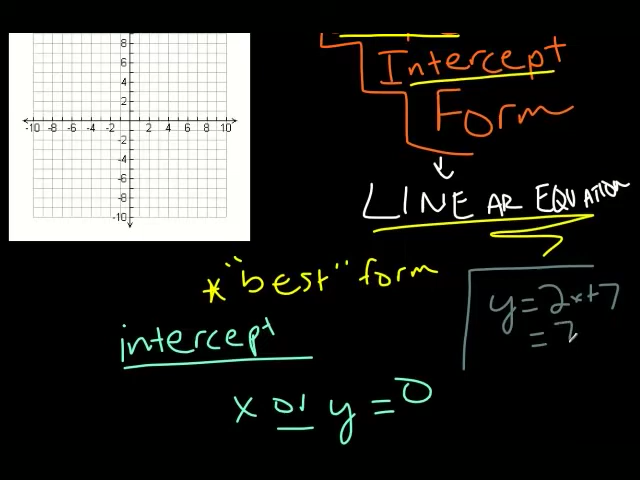 8
6
4
2
-10 -8 -6 -4 -2 2 4 6 8 10
-2
-4
-6
-8
-10
Intercept
Form
LINEAR EQUATION
*"best" form
y=2x+7
=7
intercept
x or y=0